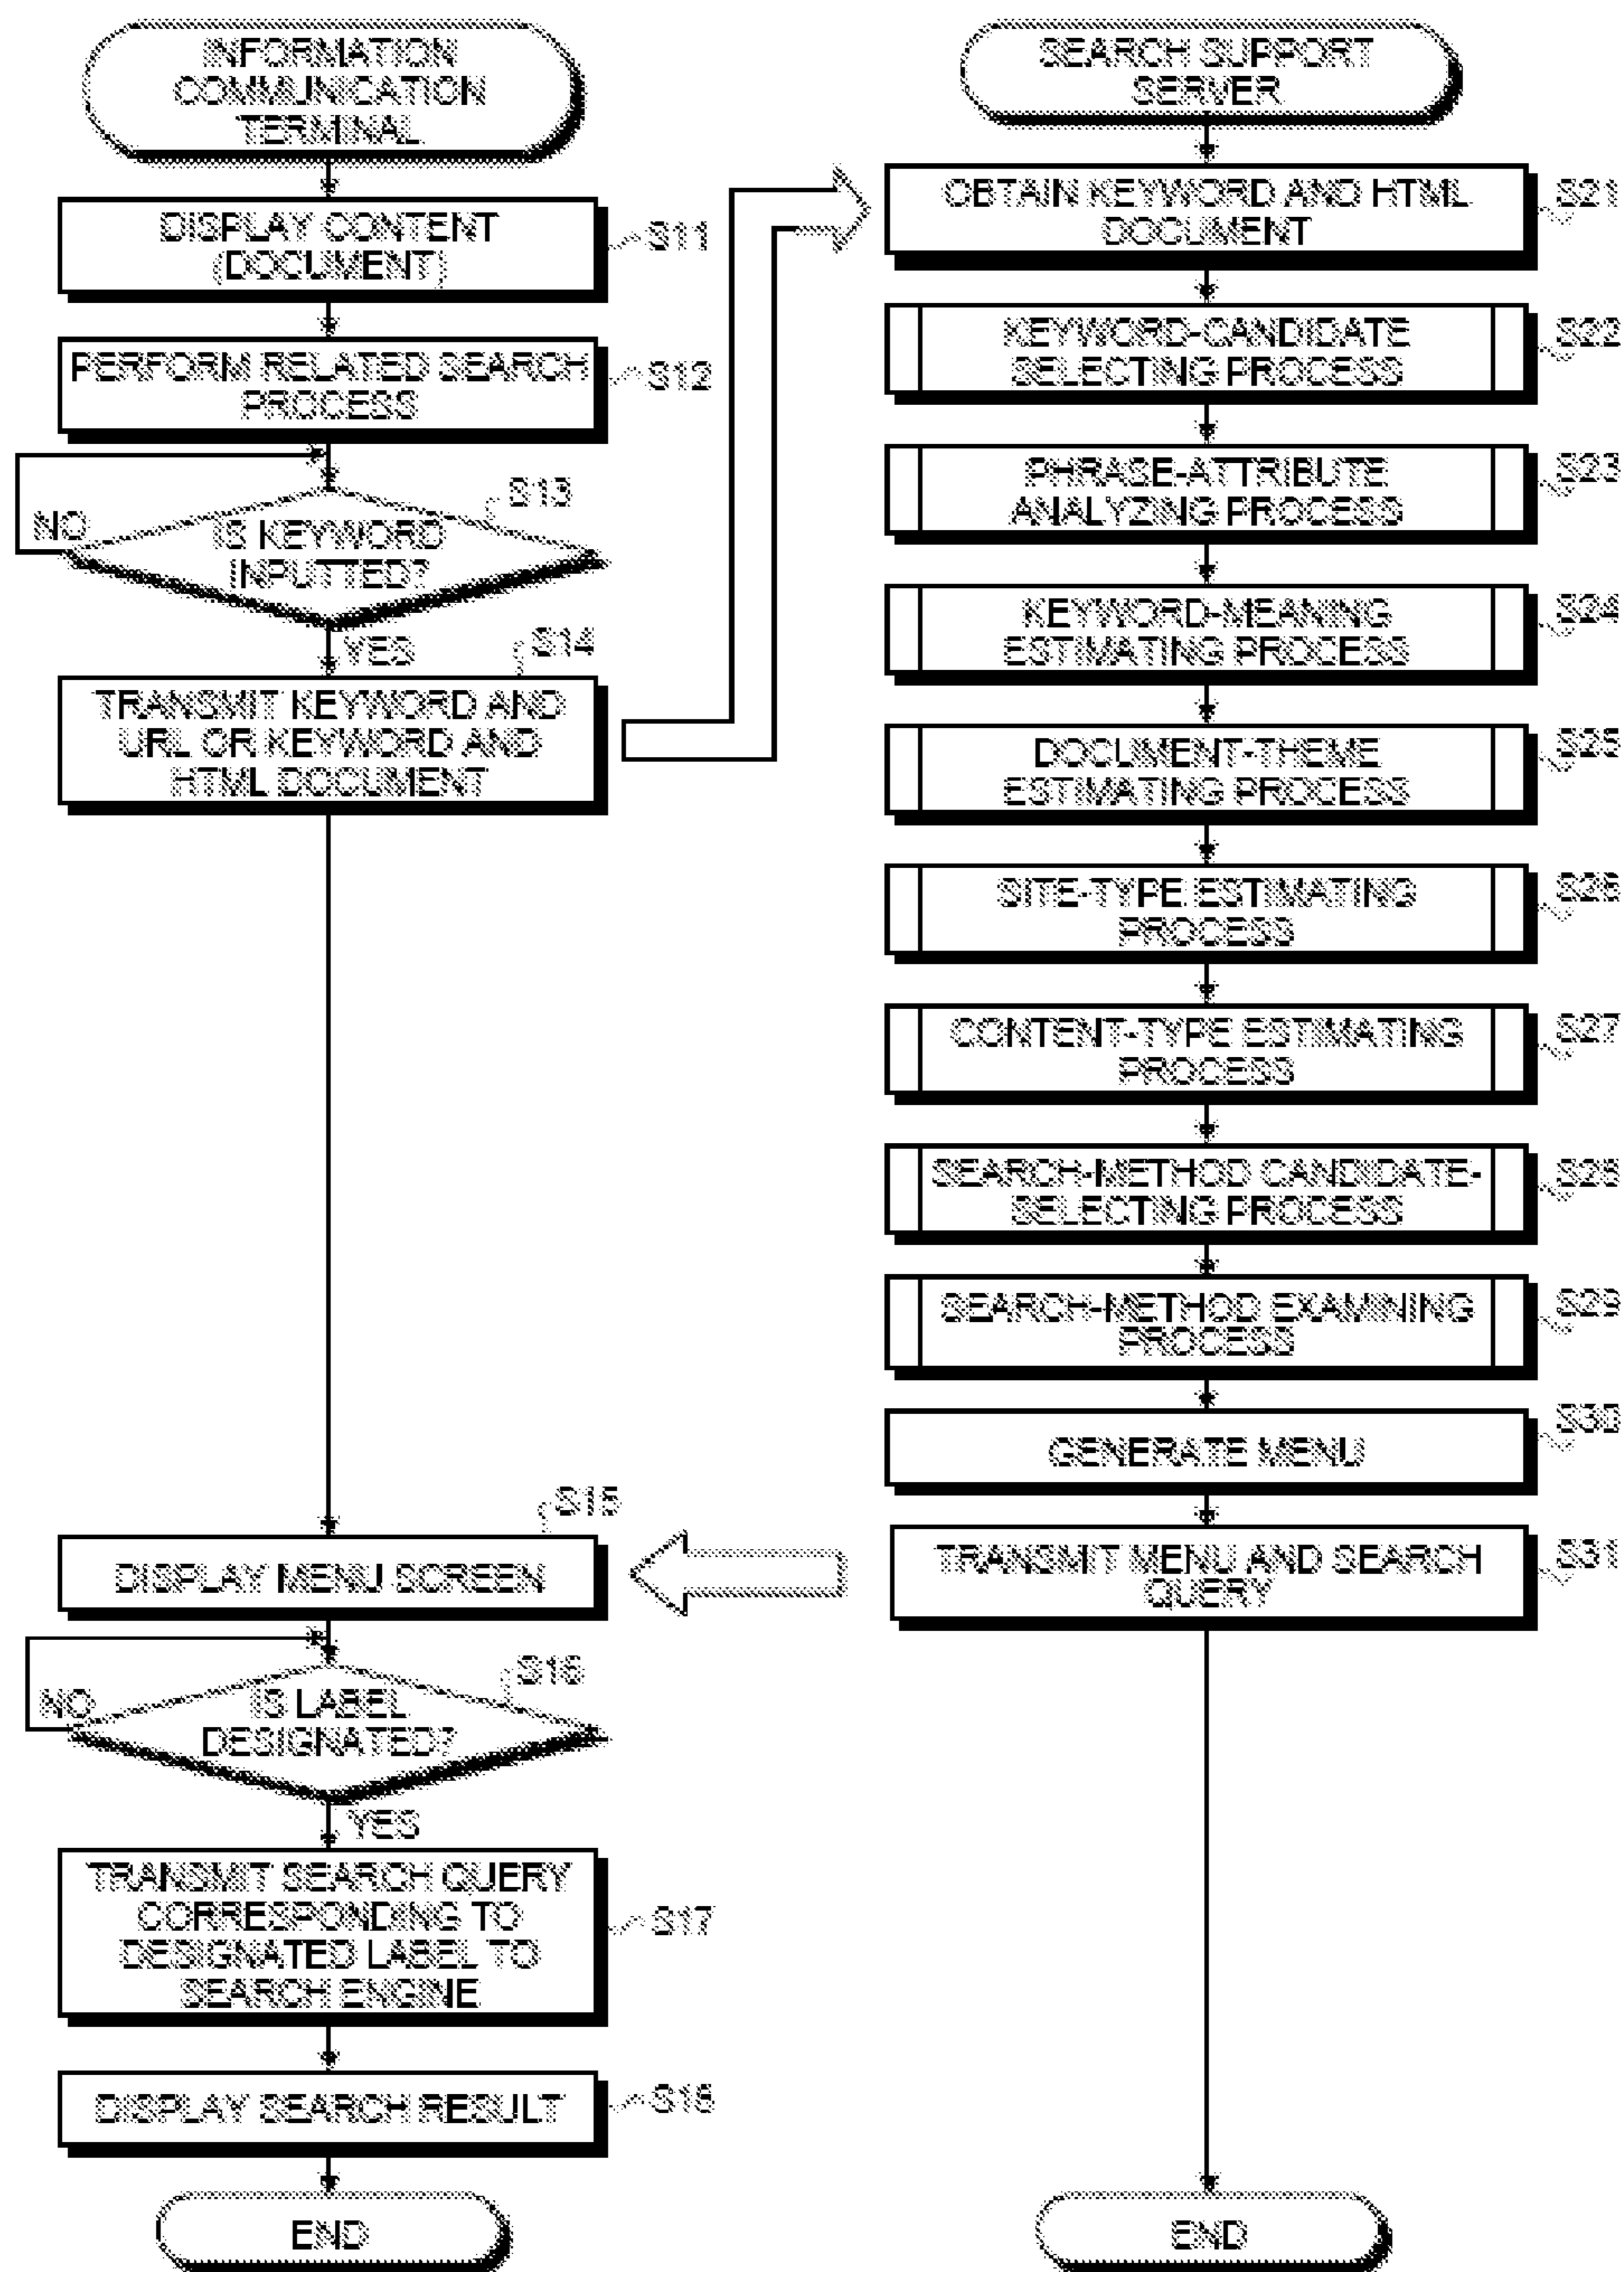 INFORMATION
COMMUNICATION
TERMINAL
DISPLAY CONTENT
(DOCUMENT)
S11
PERFORM RELATED SEARCH
PROCESS
S12
S13
NO
IS KEYWORD
INPUTTED?
YES
S14
TRANSMIT KEYWORD AND
URL OR KEYWORD AND
HTML DOCUMENT
S15
DISPLAY MENU SCREEN
S16
NO
IS LABEL
DESIGNATED?
YES
TRANSMIT SEARCH QUERY
CORRESPONDING TO
DESIGNATED LABEL TO
SEARCH ENGINE
S17
DISPLAY SEARCH RESULT
S18
END
SEARCH SUPPORT
SERVER
OBTAIN KEYWORD AND HTML
DOCUMENT
S21
KEYWORD-CANDIDATE
SELECTING PROCESS
S22
PHRASE-ATTRIBUTE
ANALYZING PROCESS
S23
KEYWORD-MEANING
ESTIMATING PROCESS
S24
DOCUMENT-THEME
ESTIMATING PROCESS
S25
SITE-TYPE ESTIMATING
PROCESS
S26
CONTENT-TYPE ESTIMATING
PROCESS
S27
SEARCH-METHOD CANDIDATE-
SELECTING PROCESS
S28
SEARCH-METHOD EXAMINING
PROCESS
S29
GENERATE MENU
S30
TRANSMIT MENU AND SEARCH
QUERY
S31
END